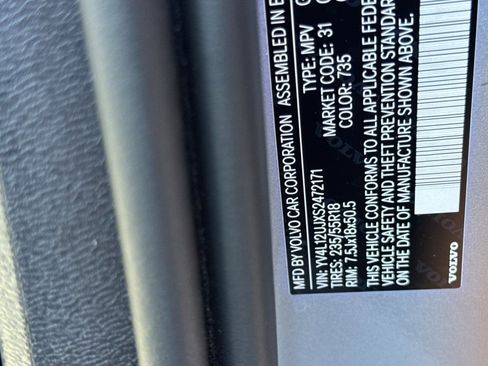 MFD BY VOLVO CAR CORPORATION ASSEMBLED IN
VIN: YV4L12UJXS2472171 TYPE: MPV
TIRES: 235/55R18 MARKET CODE: 31
RIM: 7.5Jx18x50.5 COLOR: 735
THIS VEHICLE CONFORMS TO ALL APPLICABLE
VEHICLE SAFETY AND THEFT PREVENTION
ON THE DATE OF MANUFACTURE SHOWN ABOVE.
VOLVO